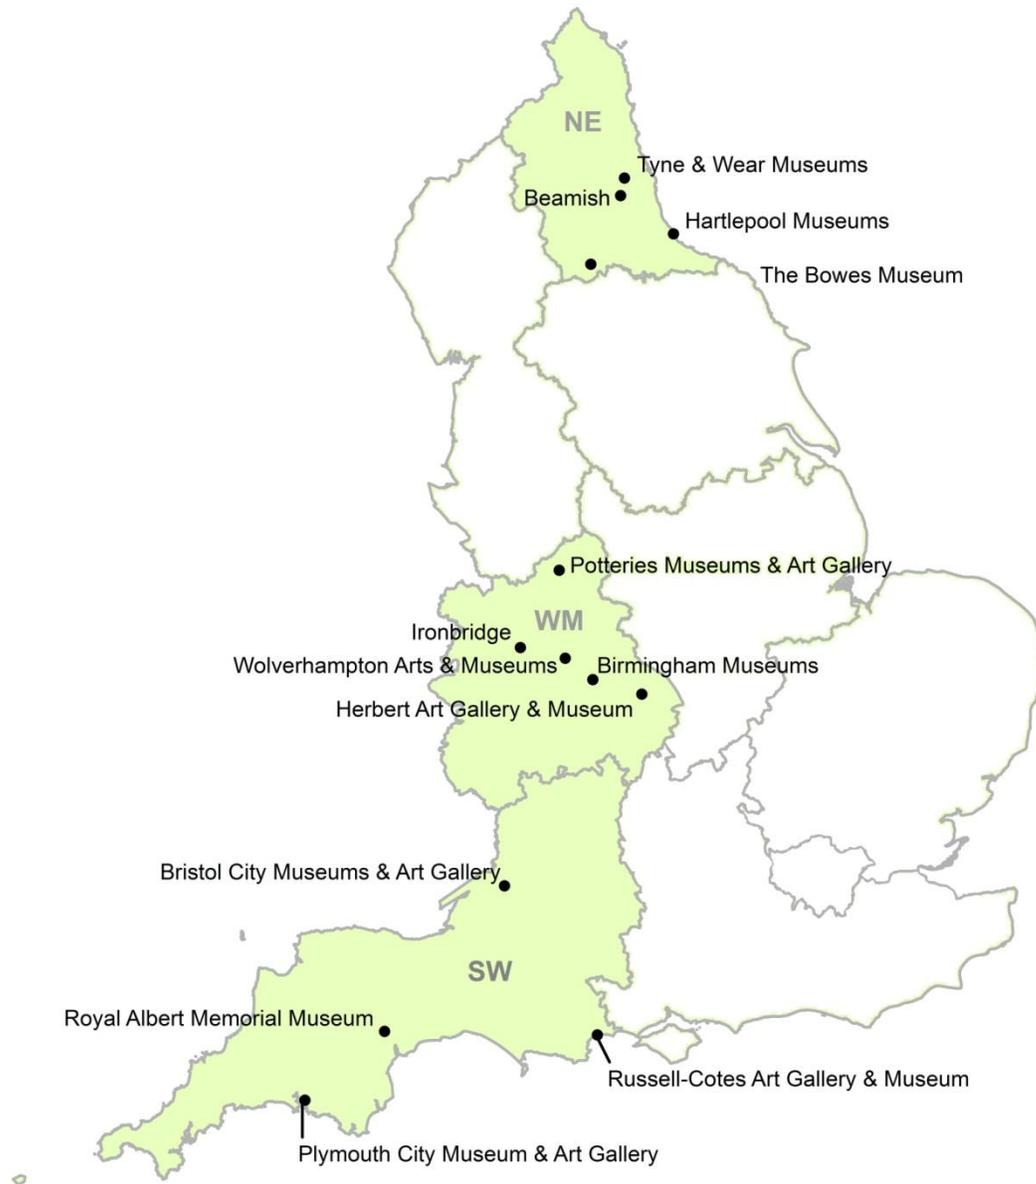 NE
Tyne & Wear Museums
Beamish
Hartlepool Museums
The Bowes Museum
Potteries Museums & Art Gallery
WM
Ironbridge
Wolverhampton Arts & Museums
Birmingham Museums
Herbert Art Gallery & Museum
Bristol City Museums & Art Gallery
SW
Royal Albert Memorial Museum
Russell-Cotes Art Gallery & Museum
Plymouth City Museum & Art Gallery